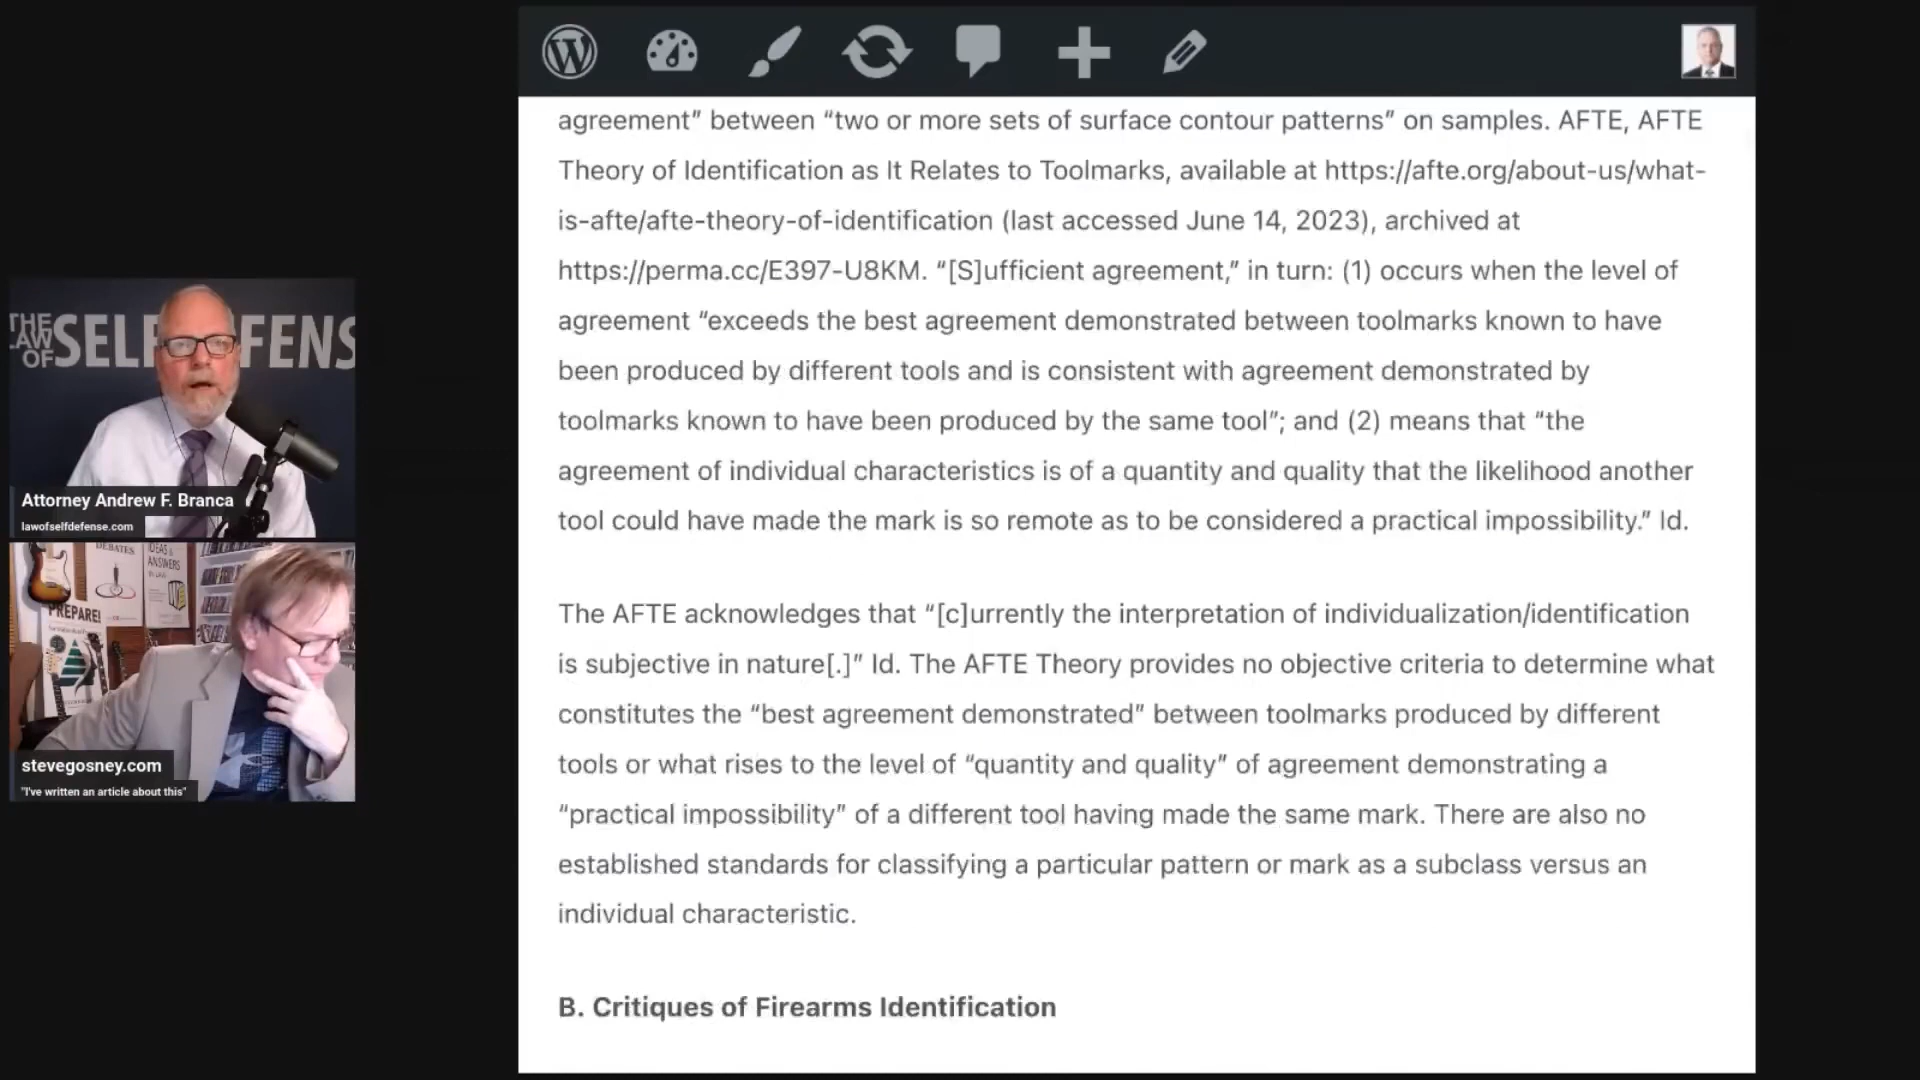 agreement” between “two or more sets of surface contour patterns” on samples. AFTE, AFTE
Theory of Identification as It Relates to Toolmarks, available at https://afte.org/about-us/what-
is-afte/afte-theory-of-identification (last accessed June 14, 2023), archived at
https://perma.cc/E397-U8KM. “[S]ufficient agreement,” in turn: (1) occurs when the level of
agreement “exceeds the best agreement demonstrated between toolmarks known to have
been produced by different tools and is consistent with agreement demonstrated by
toolmarks known to have been produced by the same tool”; and (2) means that “the
agreement of individual characteristics is of a quantity and quality that the likelihood another
tool could have made the mark is so remote as to be considered a practical impossibility.” Id.
The AFTE acknowledges that “[c]urrently the interpretation of individualization/identification
is subjective in nature[.]” Id. The AFTE Theory provides no objective criteria to determine what
constitutes the “best agreement demonstrated” between toolmarks produced by different
tools or what rises to the level of “quantity and quality” of agreement demonstrating a
“practical impossibility” of a different tool having made the same mark. There are also no
established standards for classifying a particular pattern or mark as a subclass versus an
individual characteristic.
B. Critiques of Firearms Identification
THE
LAW
OF
SELF DEFENS
Attorney Andrew F. Branca
lawofselfdefense.com
DEBATES
IDEAS &
ANSWERS
PREPARE!
stevegosney.com
"I've written an article about this"